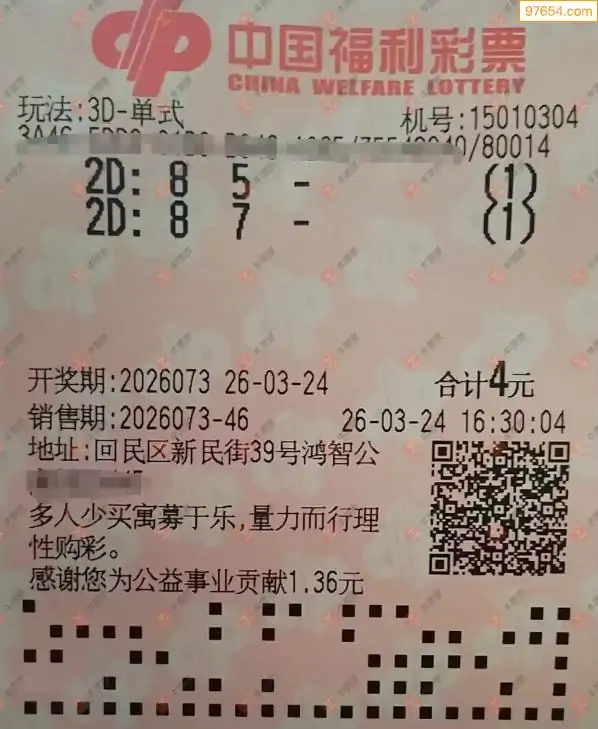 97654.com
中国福利彩票
CHINA WELFARE LOTTERY
玩法:3D-单式
机号:15010304
/80014
2D: 8 5 - (1)
2D: 8 7 - (1)
开奖期:2026073 26-03-24 合计4元
销售期:2026073-46 26-03-24 16:30:04
地址:回民区新民街39号鸿智公
多人少买寓募于乐,量力而行理
性购彩。
感谢您为公益事业贡献1.36元